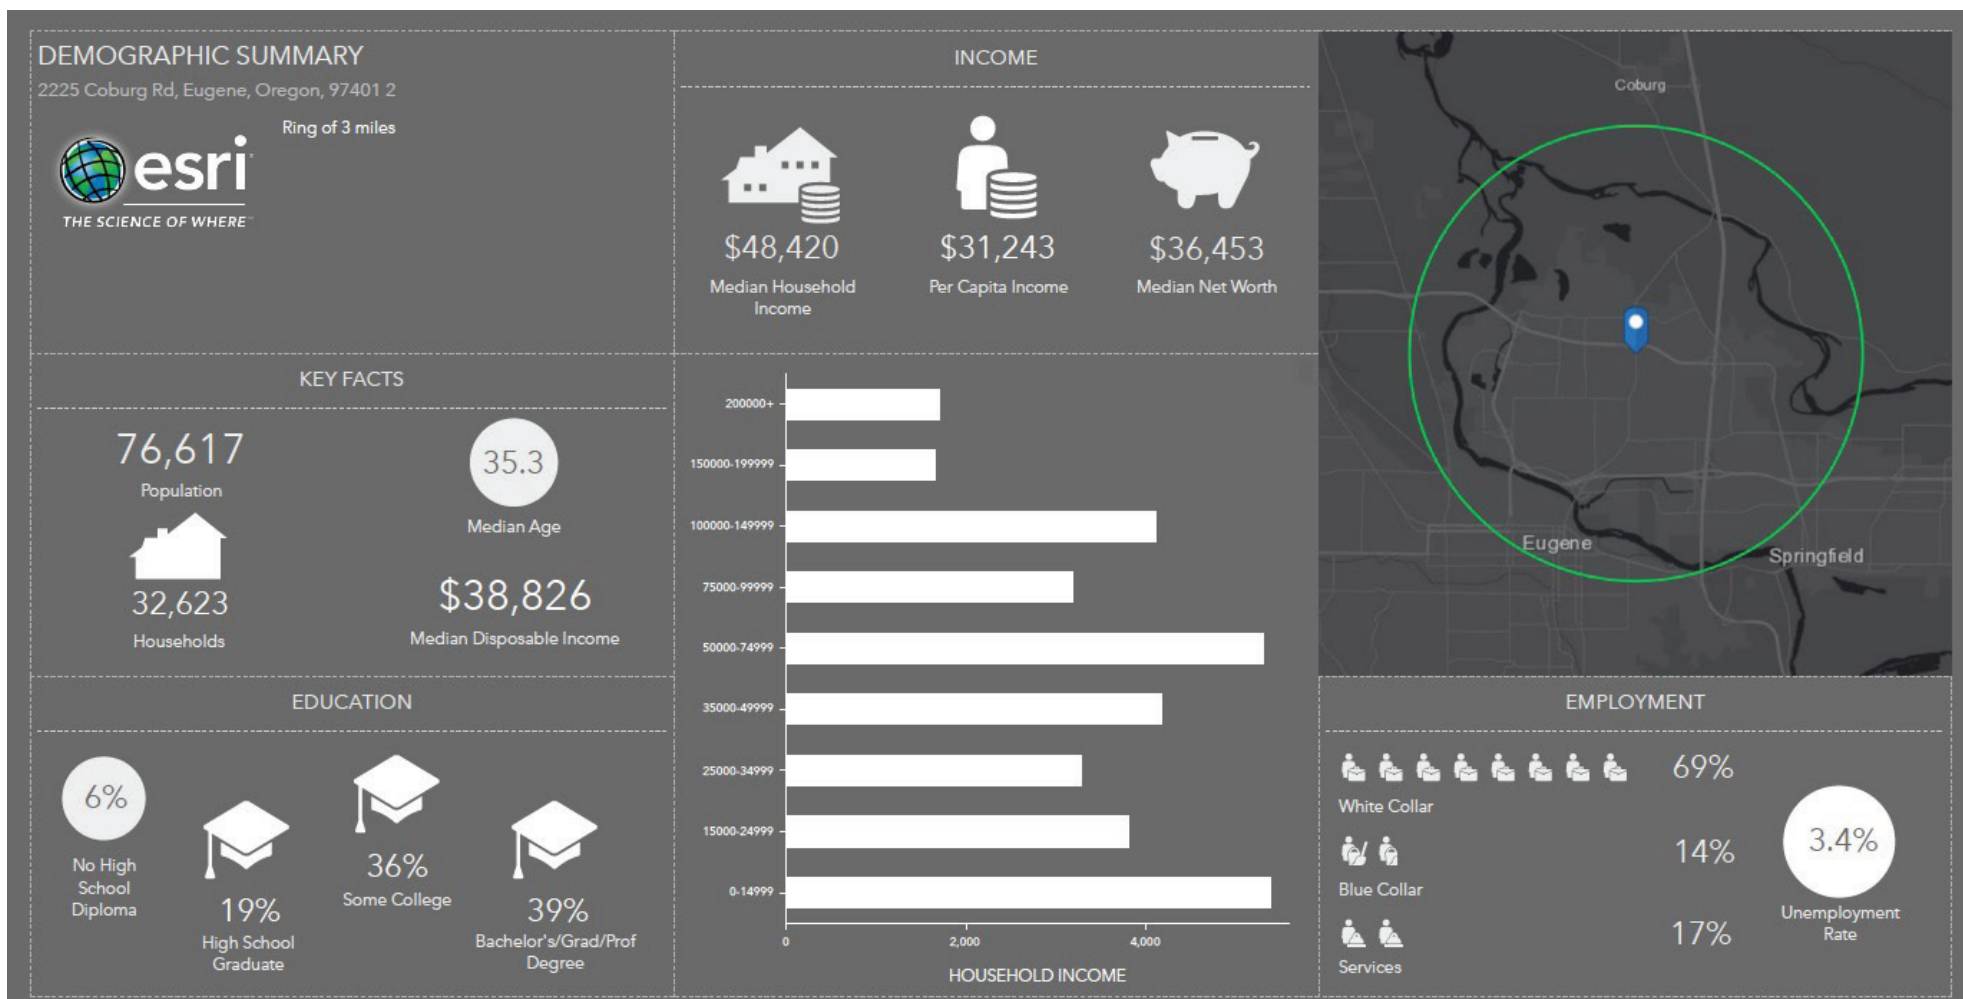 DEMOGRAPHIC SUMMARY
2225 Coburg Rd, Eugene, Oregon, 97401 2
Ring of 3 miles
esri
THE SCIENCE OF WHERE™
INCOME
$48,420
Median Household
Income
$31,243
Per Capita Income
$36,453
Median Net Worth
Coburg
Eugene
Springfield
KEY FACTS
76,617
Population
35.3
Median Age
32,623
Households
$38,826
Median Disposable Income
200000+
150000-199999
100000-149999
75000-99999
50000-74999
35000-49999
25000-34999
15000-24999
0-14999
0
2,000
4,000
HOUSEHOLD INCOME
EDUCATION
6%
No High
School
Diploma
19%
High School
Graduate
36%
Some College
39%
Bachelor's/Grad/Prof
Degree
EMPLOYMENT
69%
White Collar
14%
Blue Collar
17%
Services
3.4%
Unemployment
Rate